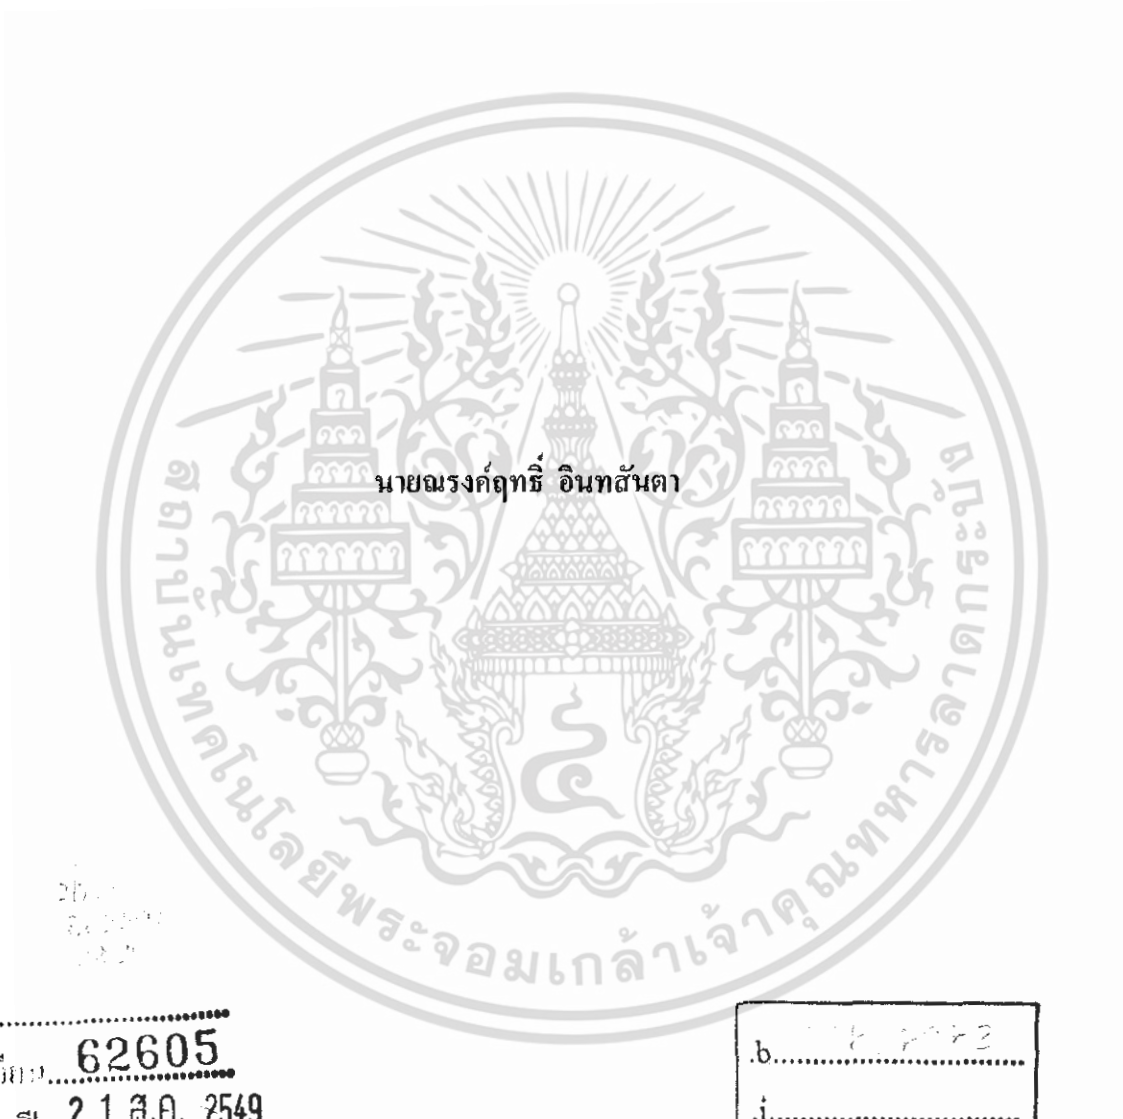 นายณรงค์ฤทธิ์ อินทสันตา
สถาบันเทคโนโลยีพระจอมเกล้าเจ้าคุณทหารลาดกระบัง
๔
62605
21 ส.ค. 2549
.b
.i